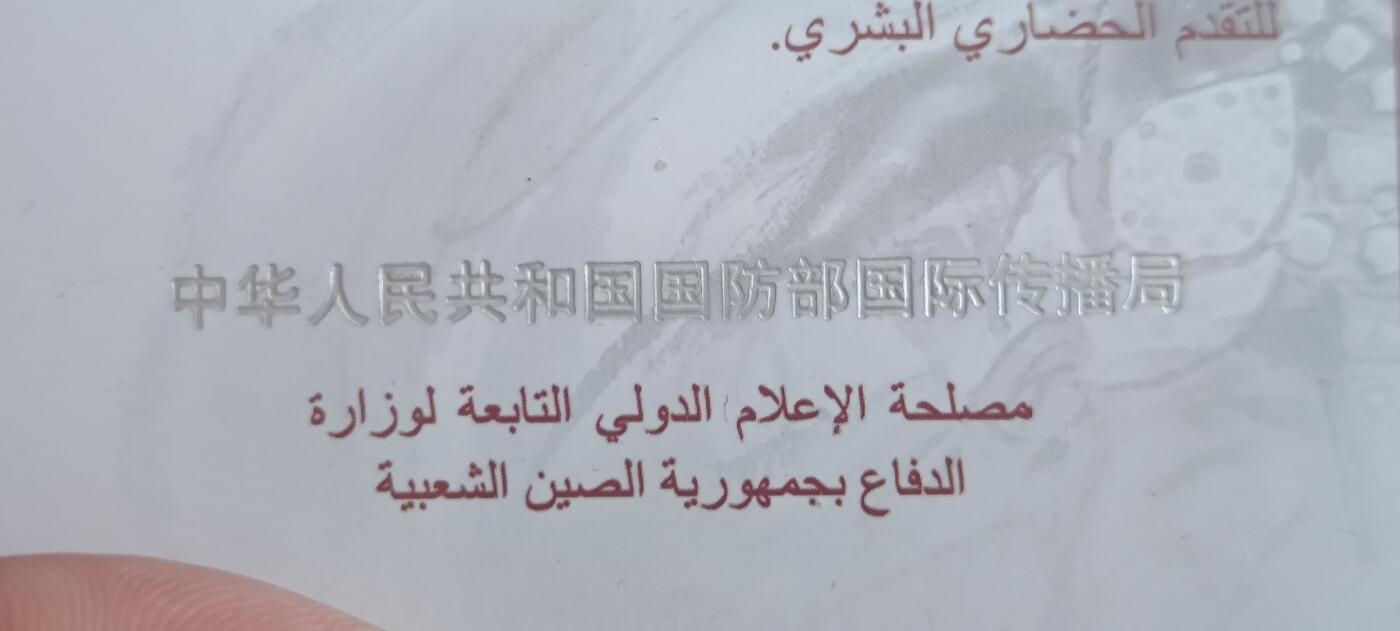 للتقدم الحضاري البشري.
中华人民共和国国防部国际传播局
مصلحة الإعلام الدولي التابعة لوزارة
الدفاع بجمهورية الصين الشعبية